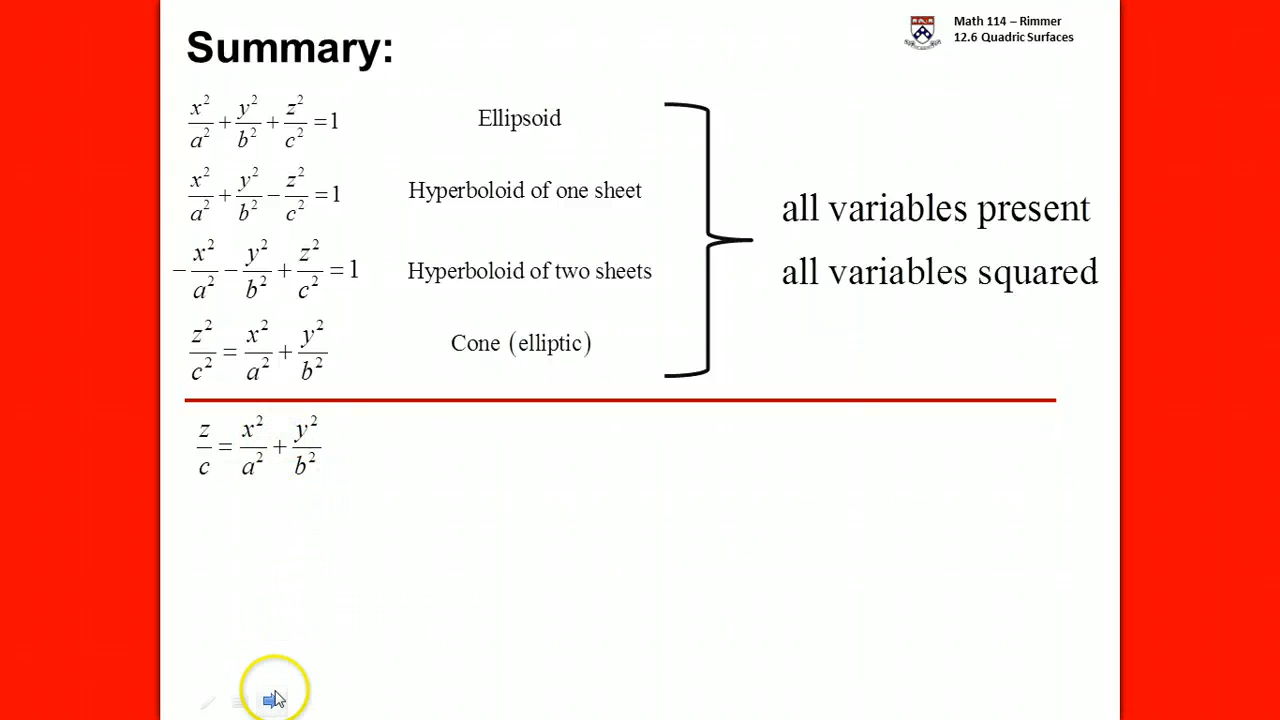 Summary:
Math 114 – Rimmer
12.6 Quadric Surfaces
x²/a² + y²/b² + z²/c² = 1 Ellipsoid
x²/a² + y²/b² − z²/c² = 1 Hyperboloid of one sheet
−x²/a² − y²/b² + z²/c² = 1 Hyperboloid of two sheets
z²/c² = x²/a² + y²/b² Cone (elliptic)
all variables present
all variables squared
z/c = x²/a² + y²/b²